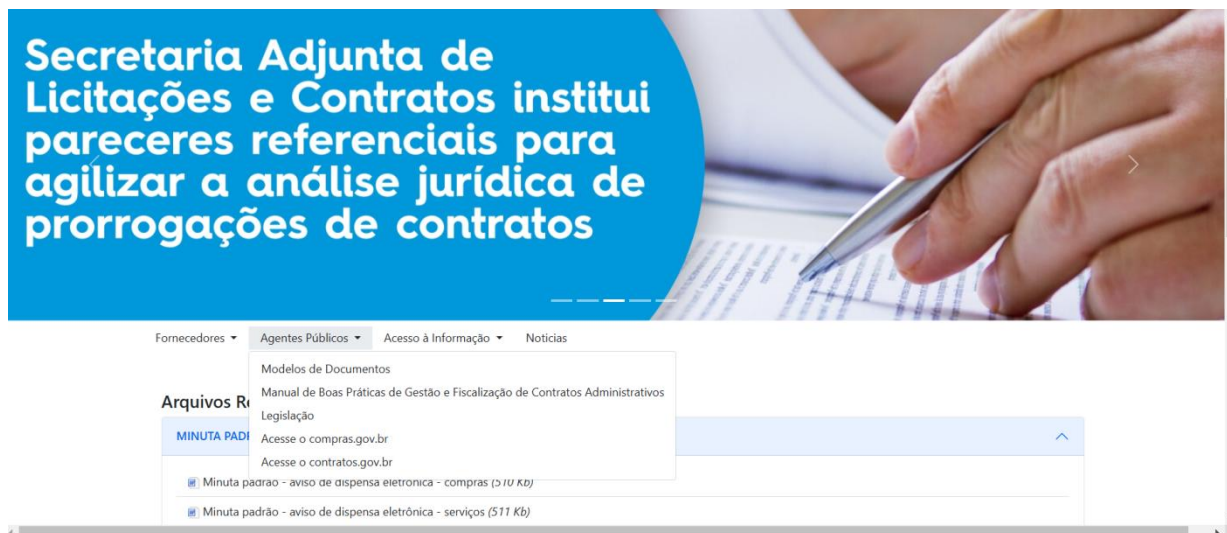 Secretaria Adjunta de
Licitações e Contratos institui
pareceres referenciais para
agilizar a análise jurídica de
prorrogações de contratos
Fornecedores Agentes Públicos Acesso à Informação Noticias
Modelos de Documentos
Manual de Boas Práticas de Gestão e Fiscalização de Contratos Administrativos
Legislação
Acesse o compras.gov.br
Acesse o contratos.gov.br
Arquivos
MINUTA
Minuta padrão - aviso de dispensa eletrônica - compras (510 Kb)
Minuta padrão - aviso de dispensa eletrônica - serviços (511 Kb)